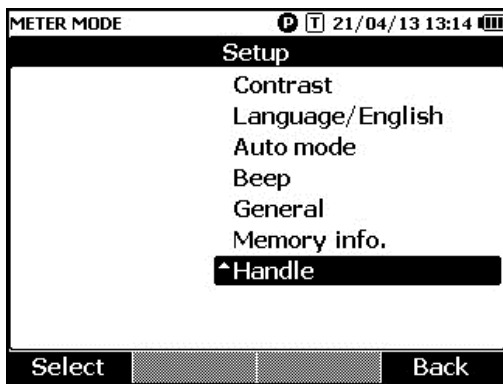 METER MODE P T 21/04/13 13:14
Setup
Contrast
Language/English
Auto mode
Beep
General
Memory info.
Handle
Select Back